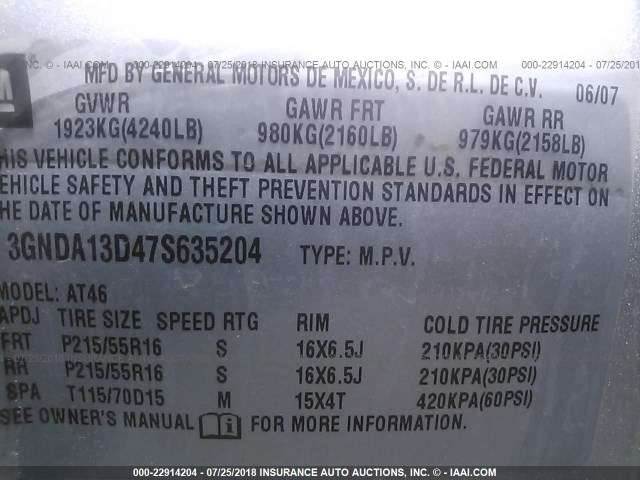 000-22914204 / 07/25/2018 INSURANCE AUTO AUCTIONS - © IAAI.COM
000-22914204 / 07/25/2018
MFD BY GENERAL MOTORS DE MEXICO, S. DE R.L. DE C.V. 06/07
GVWR GAWR FRT GAWR RR
1923KG(4240LB) 980KG(2160LB) 979KG(2158LB)
HIS VEHICLE CONFORMS TO ALL APPLICABLE U.S. FEDERAL MOTOR
EHICLE SAFETY AND THEFT PREVENTION STANDARDS IN EFFECT ON
HE DATE OF MANUFACTURE SHOWN ABOVE.
3GNDA13D47S635204 TYPE: M.P.V.
MODEL: AT46
APDJ TIRE SIZE SPEED RTG RIM COLD TIRE PRESSURE
FRT P215/55R16 S 16X6.5J 210KPA(30PSI)
RR P215/55R16 S 16X6.5J 210KPA(30PSI)
SPA T115/70D15 M 15X4T 420KPA(60PSI)
SEE OWNER'S MANUAL FOR MORE INFORMATION.
000-22914204 / 07/25/2018 INSURANCE AUTO AUCTIONS - © IAAI.COM